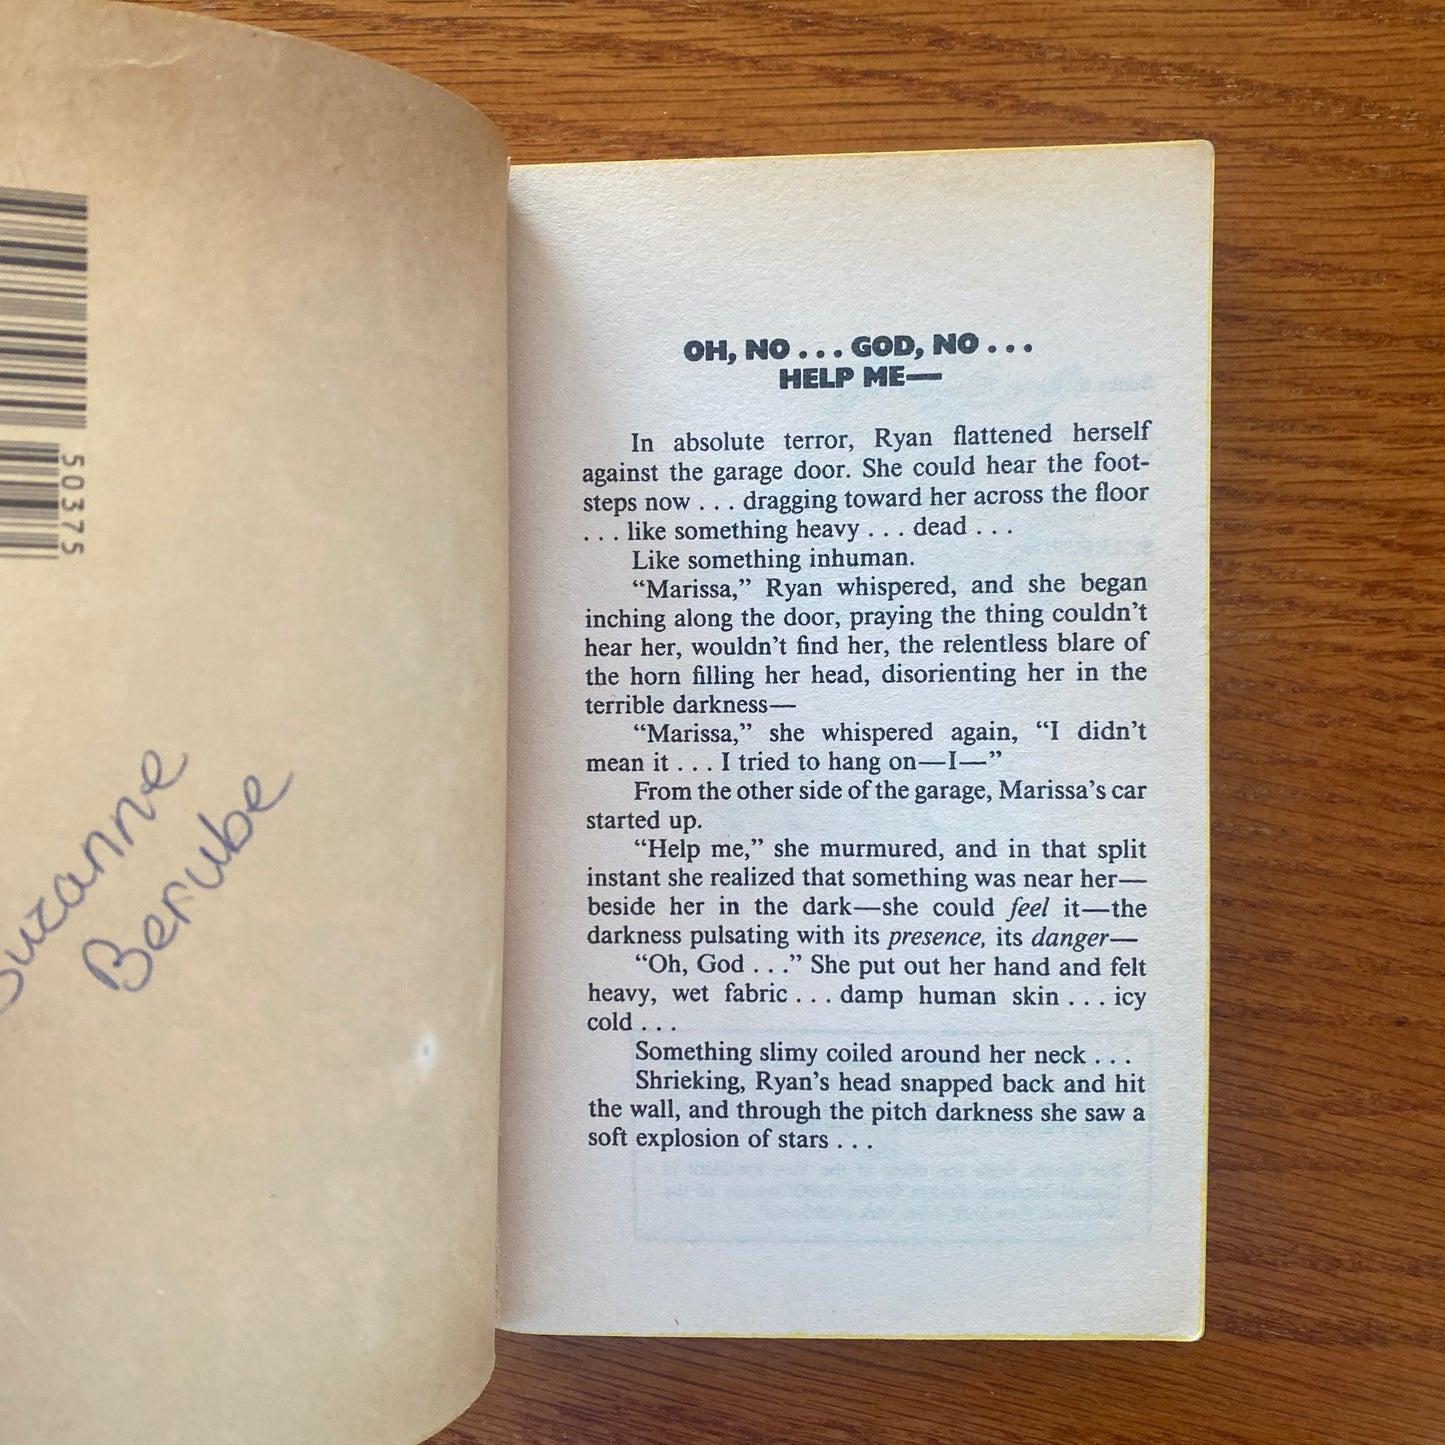 50375
Suzanne
Berube
OH, NO . . . GOD, NO . . .
HELP ME—
In absolute terror, Ryan flattened herself
against the garage door. She could hear the foot-
steps now . . . dragging toward her across the floor
. . . like something heavy . . . dead . . .
Like something inhuman.
“Marissa,” Ryan whispered, and she began
inching along the door, praying the thing couldn’t
hear her, wouldn’t find her, the relentless blare of
the horn filling her head, disorienting her in the
terrible darkness—
“Marissa,” she whispered again, “I didn’t
mean it . . . I tried to hang on—I—”
From the other side of the garage, Marissa’s car
started up.
“Help me,” she murmured, and in that split
instant she realized that something was near her—
beside her in the dark—she could feel it—the
darkness pulsating with its presence, its danger—
“Oh, God . . .” She put out her hand and felt
heavy, wet fabric . . . damp human skin . . . icy
cold . . .
Something slimy coiled around her neck . . .
Shrieking, Ryan’s head snapped back and hit
the wall, and through the pitch darkness she saw a
soft explosion of stars . . .